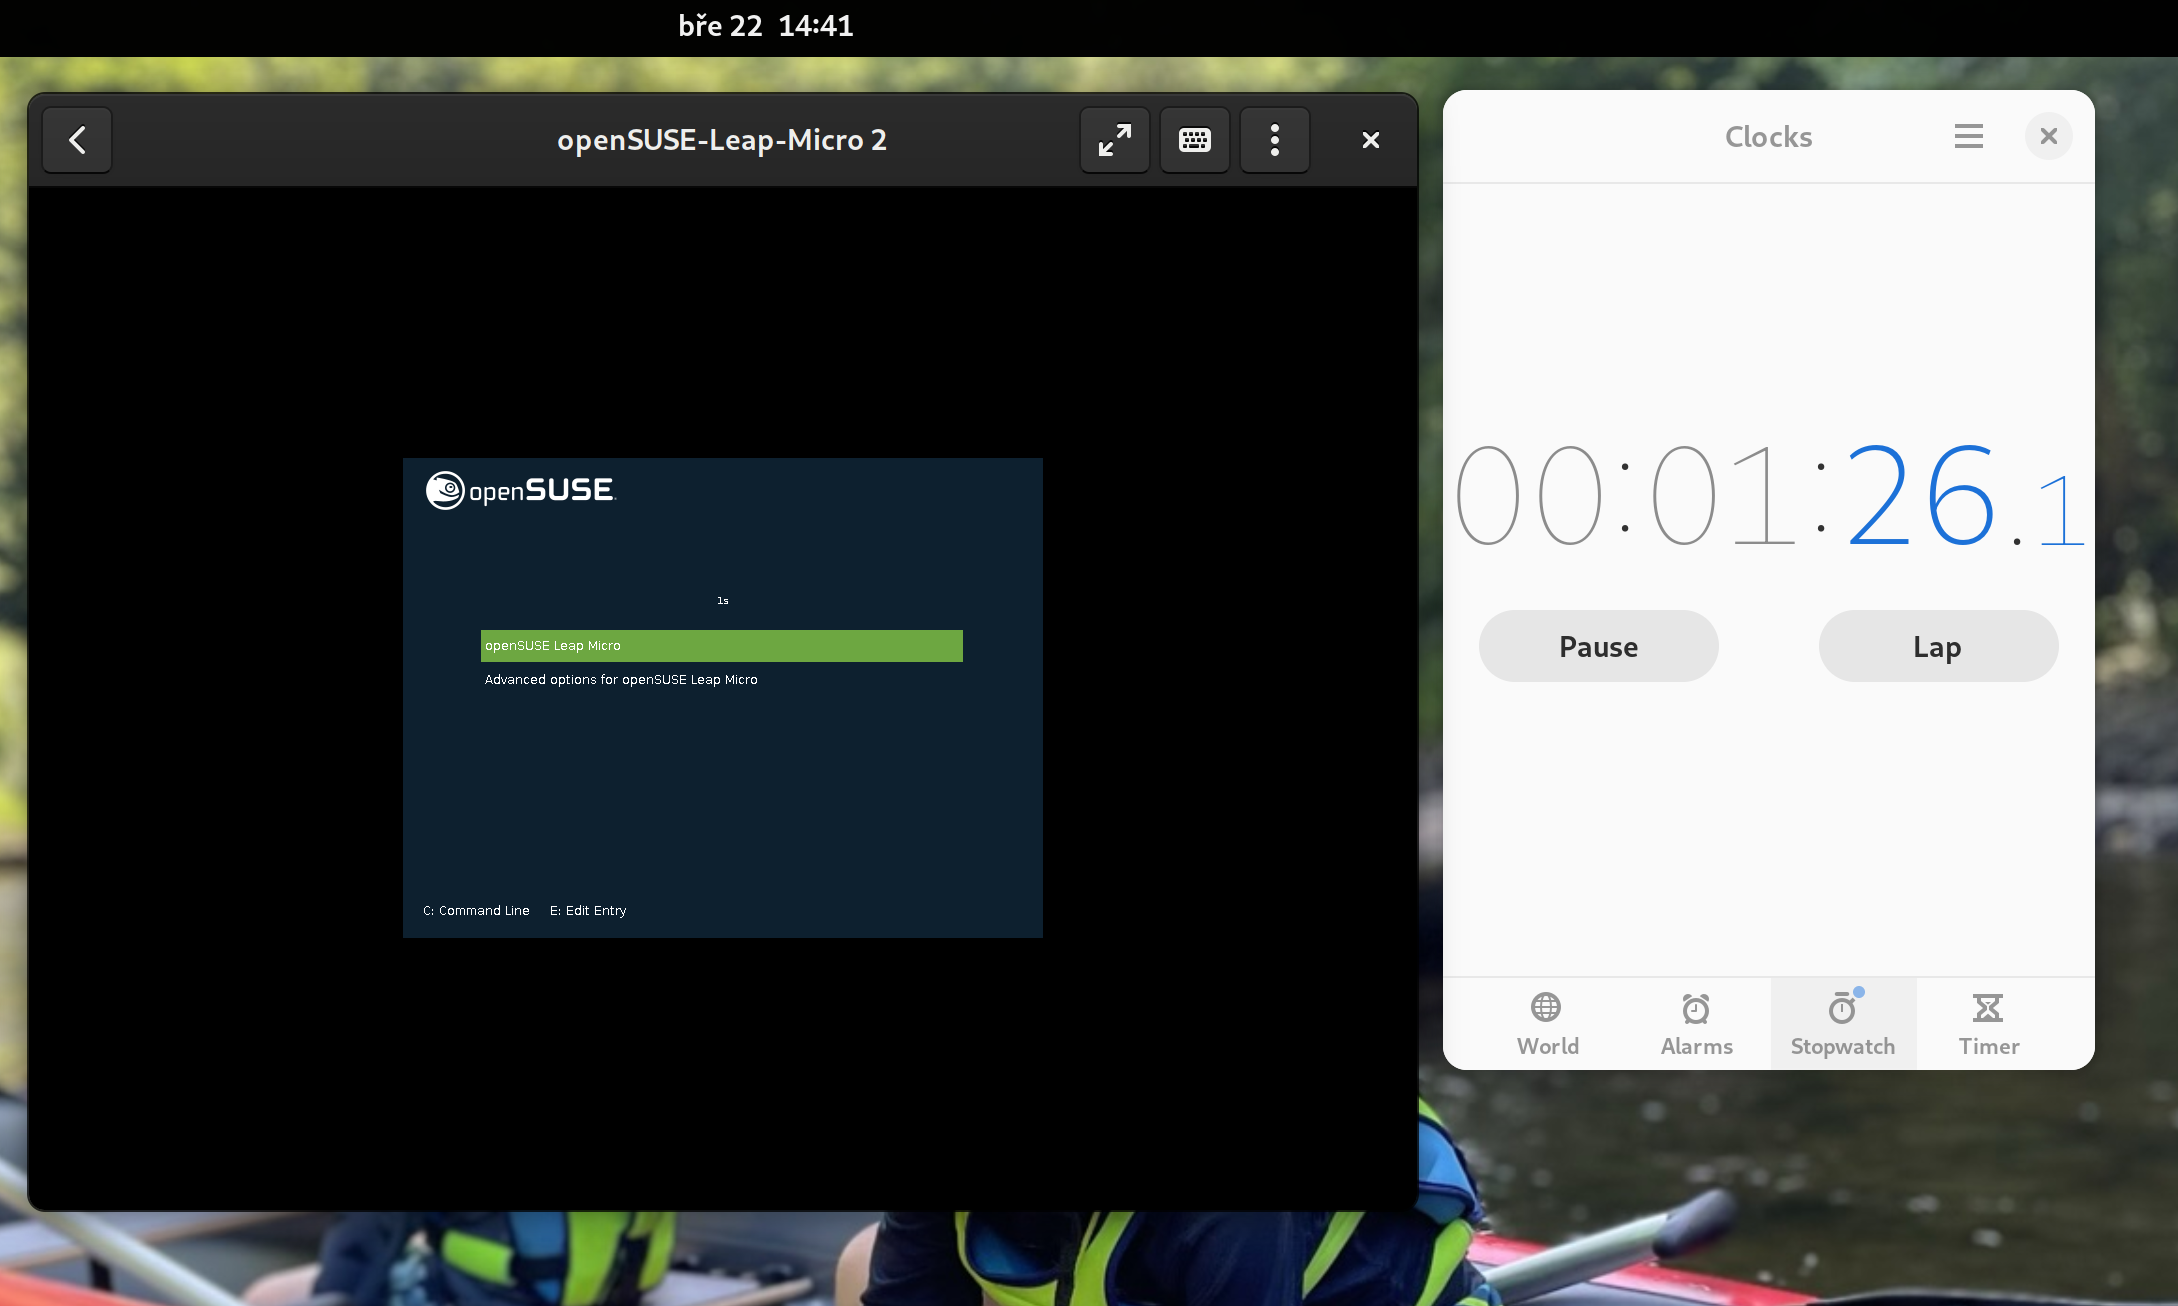 bře 22 14:41
openSUSE-Leap-Micro 2
openSUSE
1s
openSUSE Leap Micro
Advanced options for openSUSE Leap Micro
C: Command Line E: Edit Entry
Clocks
00:01:26.1
Pause Lap
World Alarms Stopwatch Timer